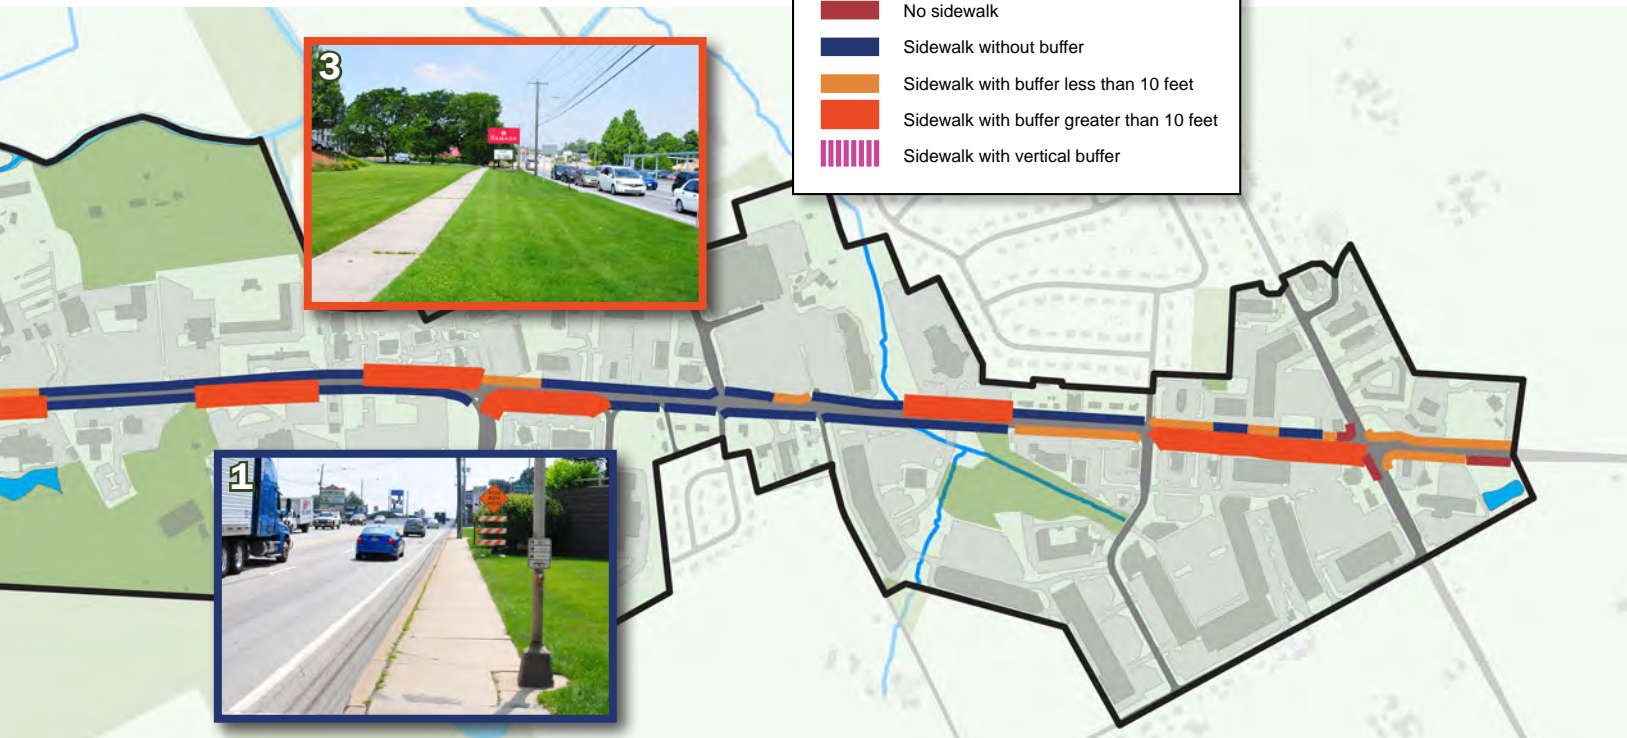 No sidewalk
Sidewalk without buffer
Sidewalk with buffer less than 10 feet
Sidewalk with buffer greater than 10 feet
Sidewalk with vertical buffer
3
RAMADA
1